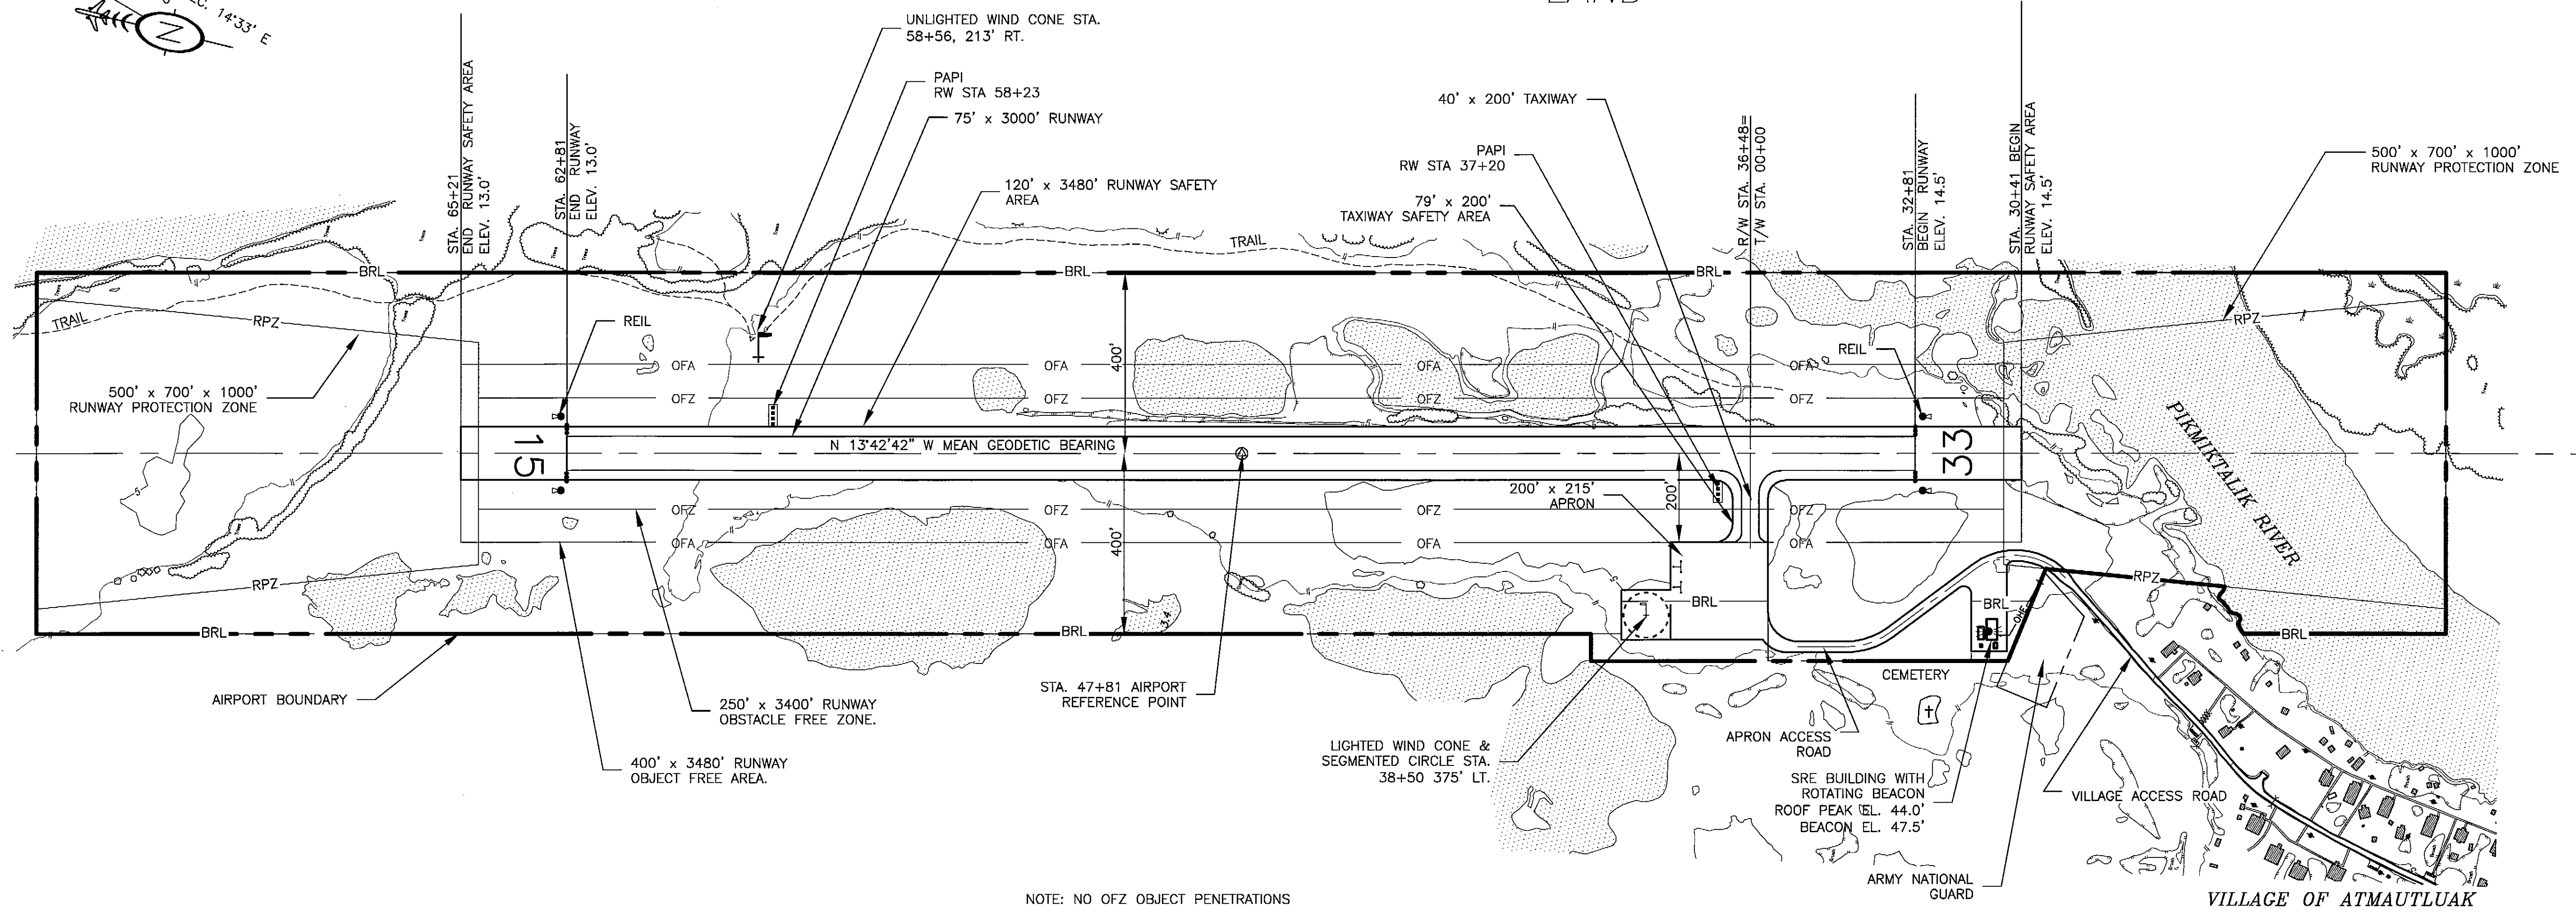 14°33' E
N
LAND
UNLIGHTED WIND CONE STA.
58+56, 213' RT.
PAPI
RW STA 58+23
75' x 3000' RUNWAY
120' x 3480' RUNWAY SAFETY
AREA
40' x 200' TAXIWAY
PAPI
RW STA 37+20
79' x 200'
TAXIWAY SAFETY AREA
500' x 700' x 1000'
RUNWAY PROTECTION ZONE
STA. 65+21
END RUNWAY SAFETY AREA
ELEV. 13.0'
STA. 62+81
END RUNWAY
ELEV. 13.0'
R/W STA. 36+48=
T/W STA. 00+00
STA. 32+81
BEGIN RUNWAY
ELEV. 14.5'
STA. 30+41 BEGIN
RUNWAY SAFETY AREA
ELEV. 14.5'
TRAIL
BRL
BRL
BRL
TRAIL
RPZ
REIL
REIL
RPZ
OFA
OFA
OFA
OFA
OFZ
OFZ
OFZ
OFZ
400'
500' x 700' x 1000'
RUNWAY PROTECTION ZONE
15
N 13°42'42" W MEAN GEODETIC BEARING
33
PIKMIKTALIK RIVER
200' x 215'
APRON
200'
OFZ
OFZ
OFZ
OFZ
OFA
OFA
OFA
OFA
400'
RPZ
RPZ
BRL
BRL
OHE
34
BRL
BRL
BRL
CEMETERY
AIRPORT BOUNDARY
250' x 3400' RUNWAY
OBSTACLE FREE ZONE.
400' x 3480' RUNWAY
OBJECT FREE AREA.
STA. 47+81 AIRPORT
REFERENCE POINT
LIGHTED WIND CONE &
SEGMENTED CIRCLE STA.
38+50 375' LT.
APRON ACCESS
ROAD
SRE BUILDING WITH
ROTATING BEACON
ROOF PEAK EL. 44.0'
BEACON EL. 47.5'
VILLAGE ACCESS ROAD
ARMY NATIONAL
GUARD
NOTE: NO OFZ OBJECT PENETRATIONS
VILLAGE OF ATMAUTLUAK